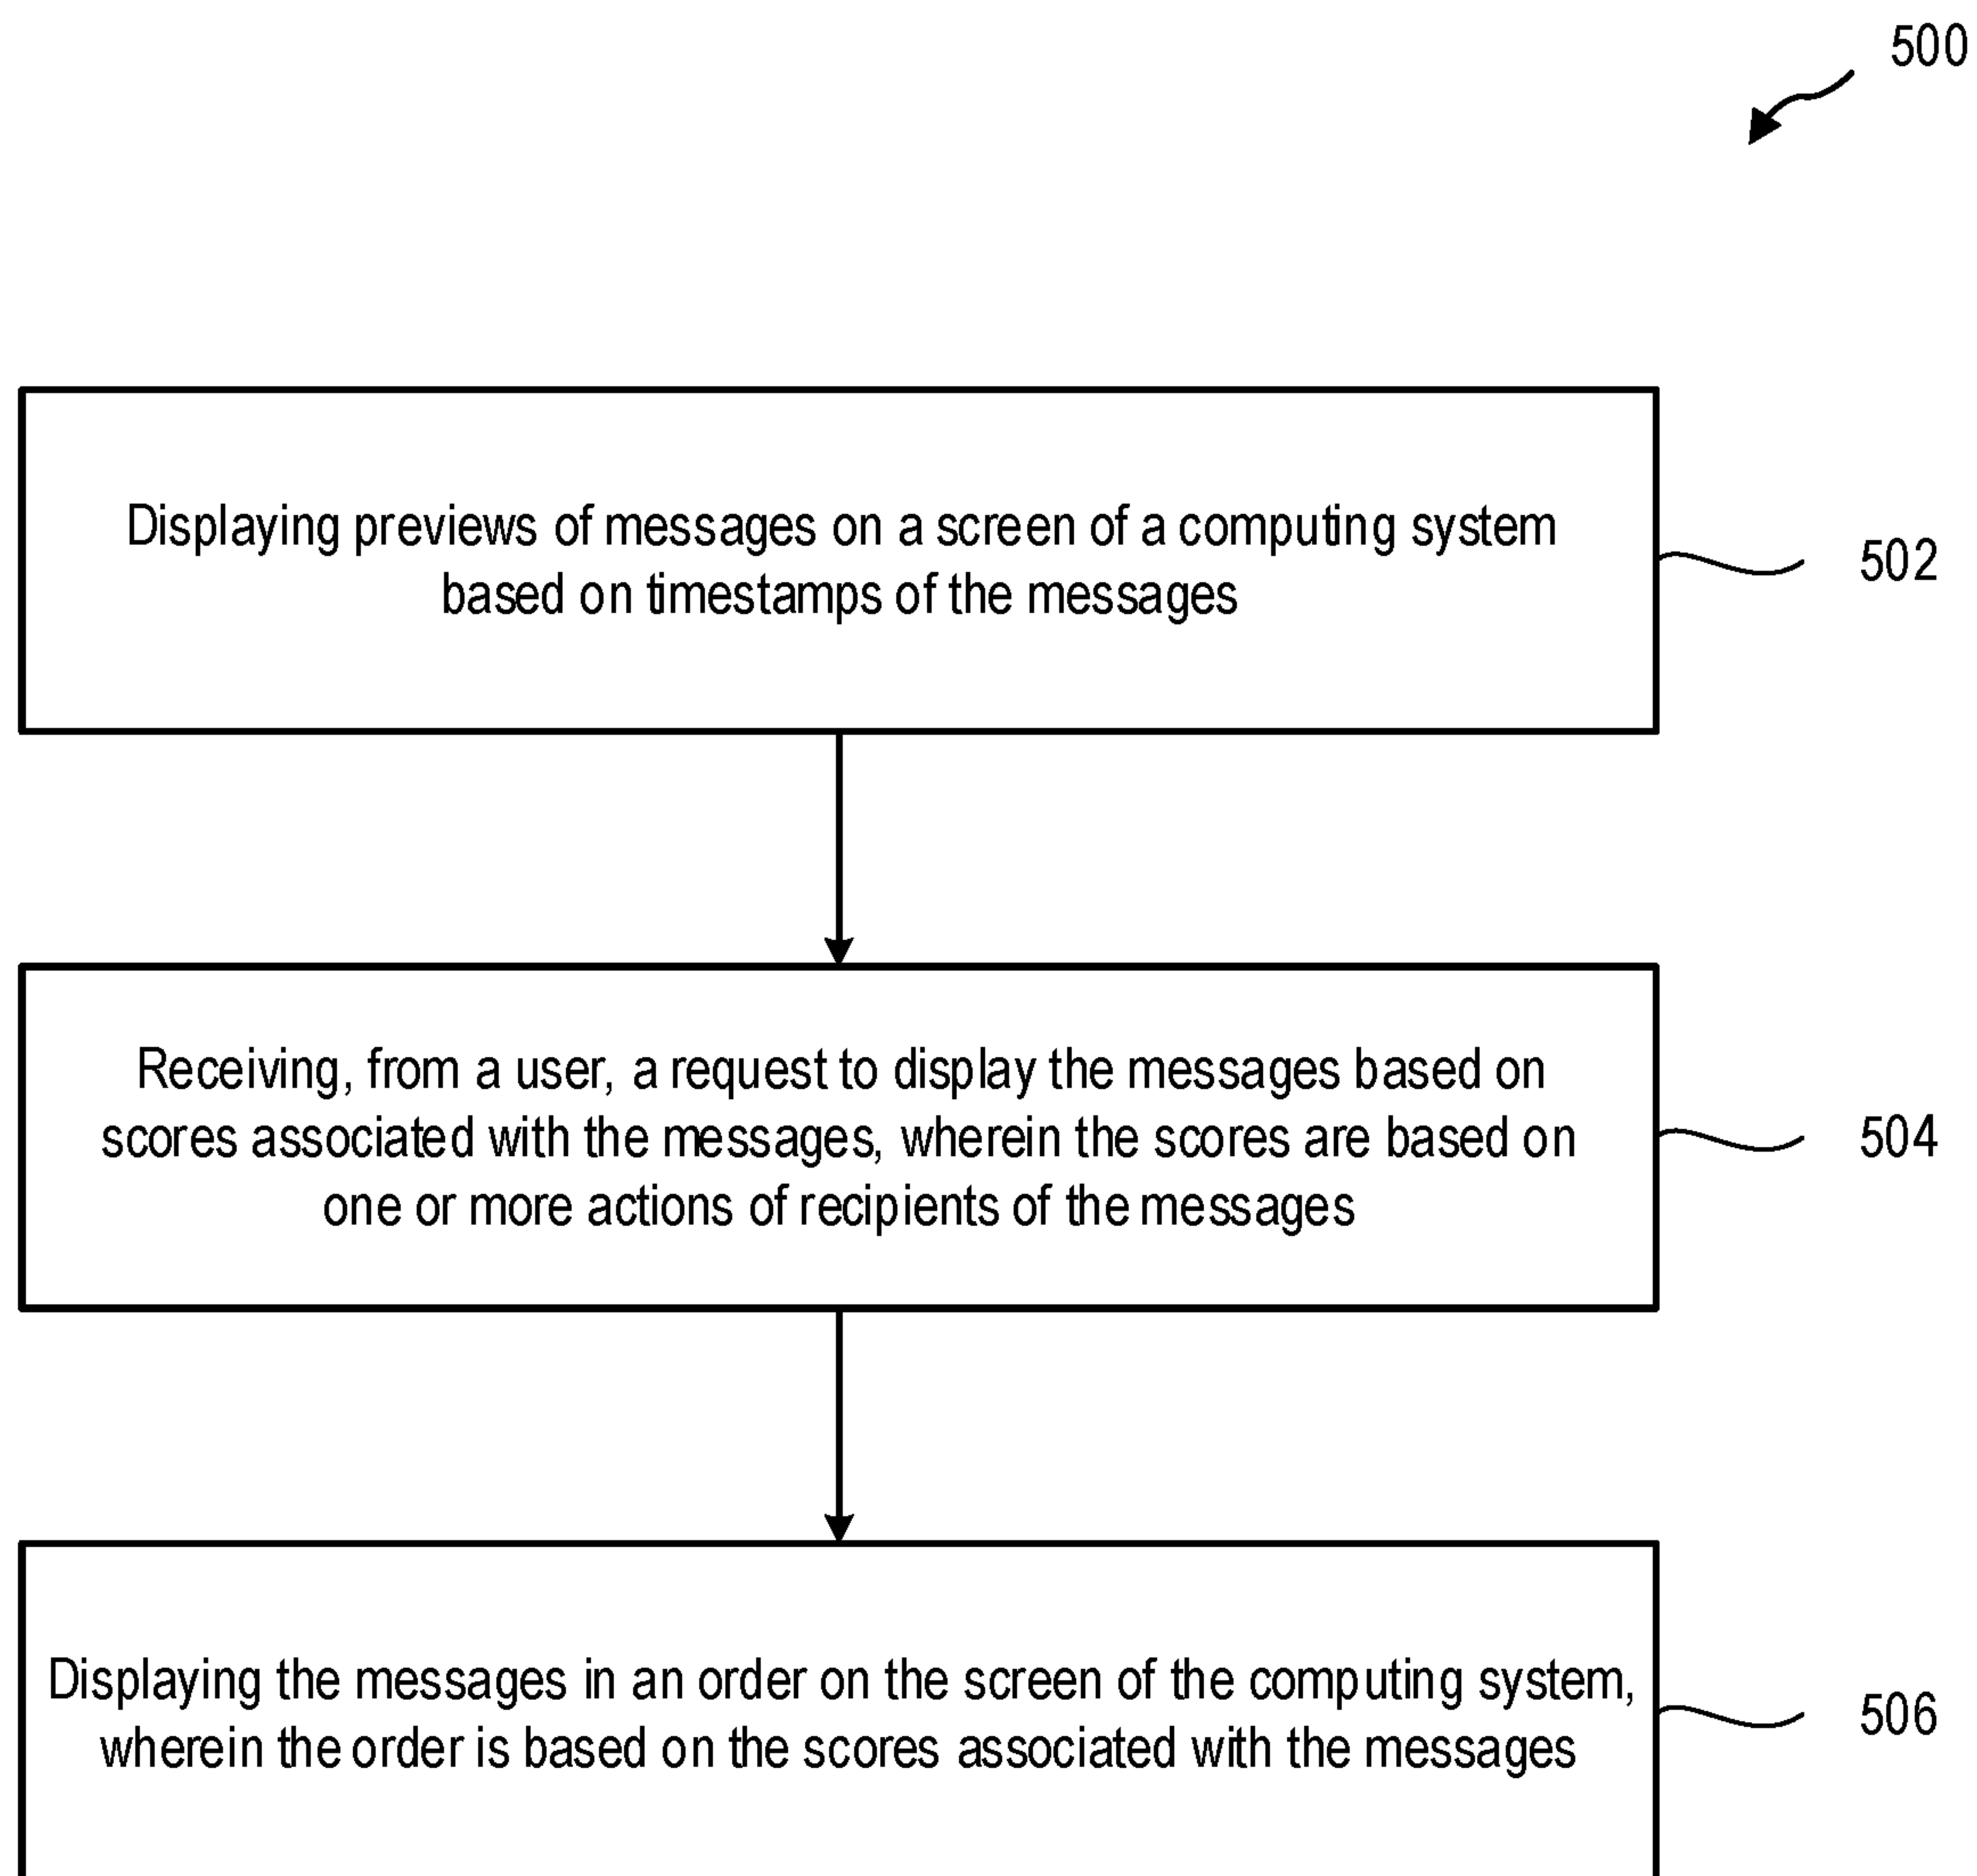 500
Displaying previews of messages on a screen of a computing system
based on timestamps of the messages
502
Receiving, from a user, a request to display the messages based on
scores associated with the messages, wherein the scores are based on
one or more actions of recipients of the messages
504
Displaying the messages in an order on the screen of the computing system,
wherein the order is based on the scores associated with the messages
506